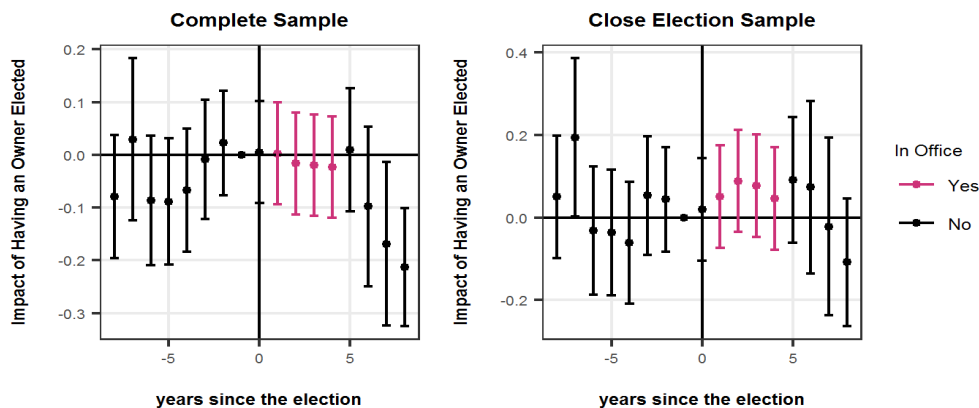 Complete Sample
Close Election Sample
Impact of Having an Owner Elected
0.2
0.1
0.0
-0.1
-0.2
-0.3
-5
0
5
years since the election
Impact of Having an Owner Elected
0.4
0.2
0.0
-0.2
-5
0
5
years since the election
In Office
Yes
No